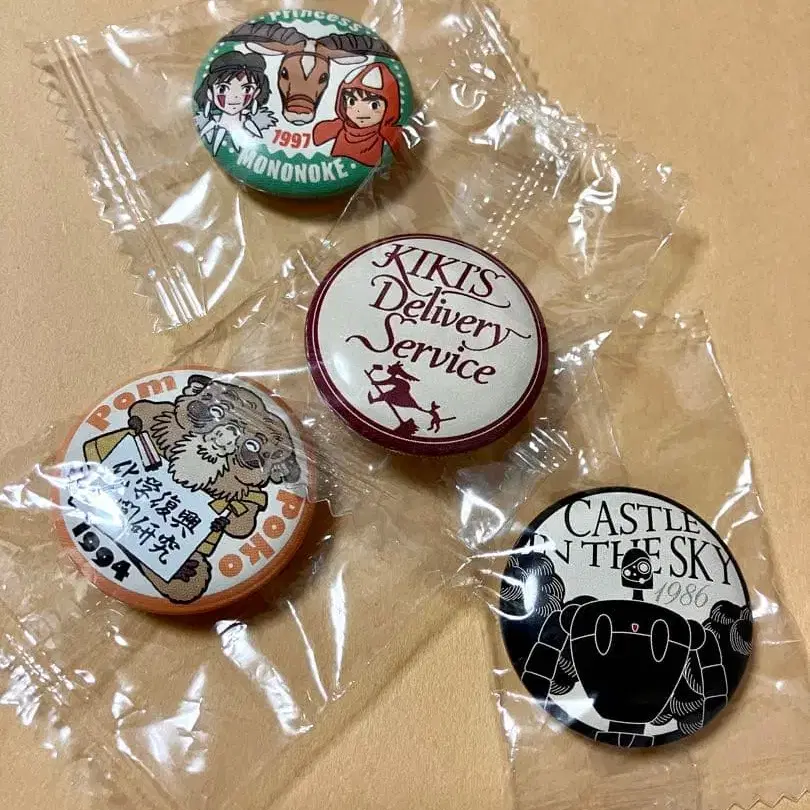 Princess
1997
MONONOKE
KIKI'S
Delivery
Service
Pom Poko
化学復興
研究
1994
CASTLE
IN THE SKY
1986